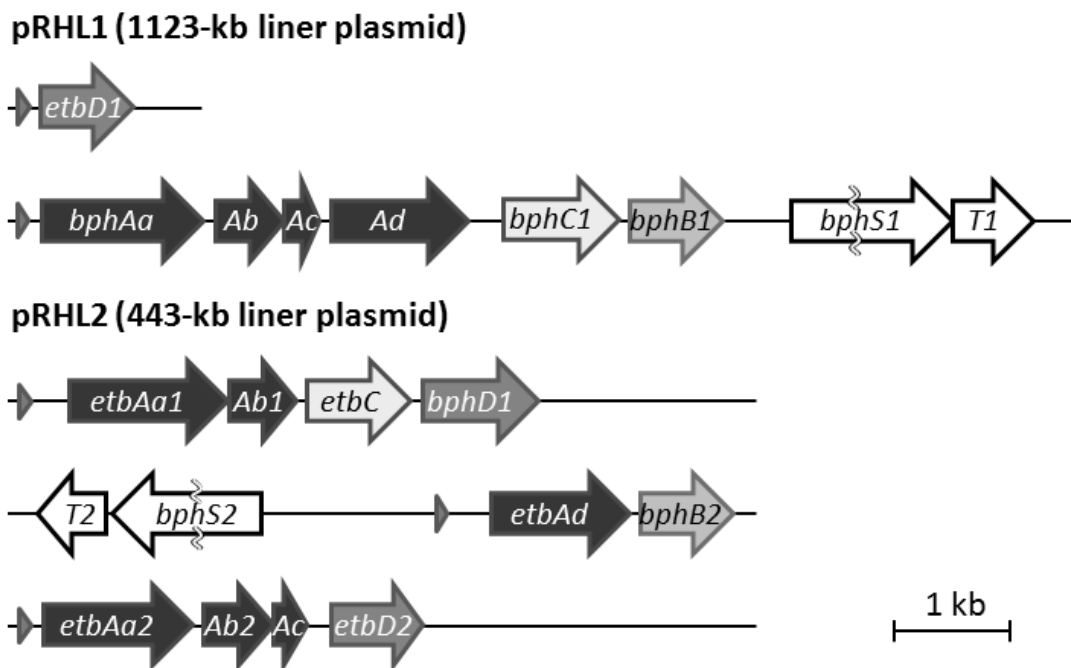 pRHL1 (1123-kb liner plasmid)
etbD1
bphAa Ab Ac Ad bphC1 bphB1 bphS1 T1
pRHL2 (443-kb liner plasmid)
etbAa1 Ab1 etbC bphD1
T2 bphS2 etbAd bphB2
etbAa2 Ab2 Ac etbD2
1 kb